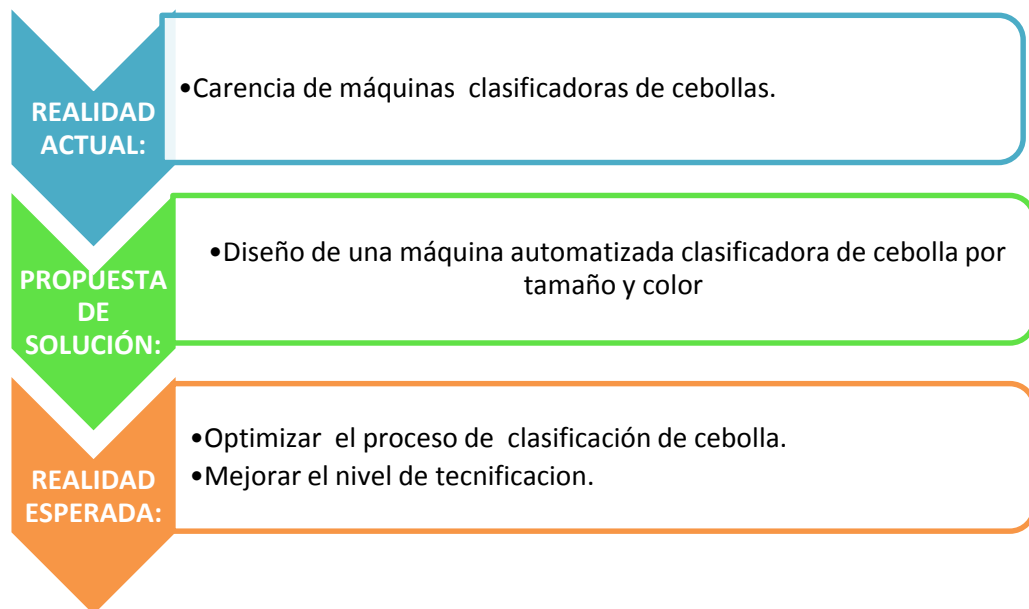 REALIDAD
ACTUAL:
•Carencia de máquinas  clasificadoras de cebollas.
PROPUESTA
DE
SOLUCIÓN:
•Diseño de una máquina automatizada clasificadora de cebolla por
tamaño y color
REALIDAD
ESPERADA:
•Optimizar  el proceso de  clasificación de cebolla.
•Mejorar el nivel de tecnificacion.